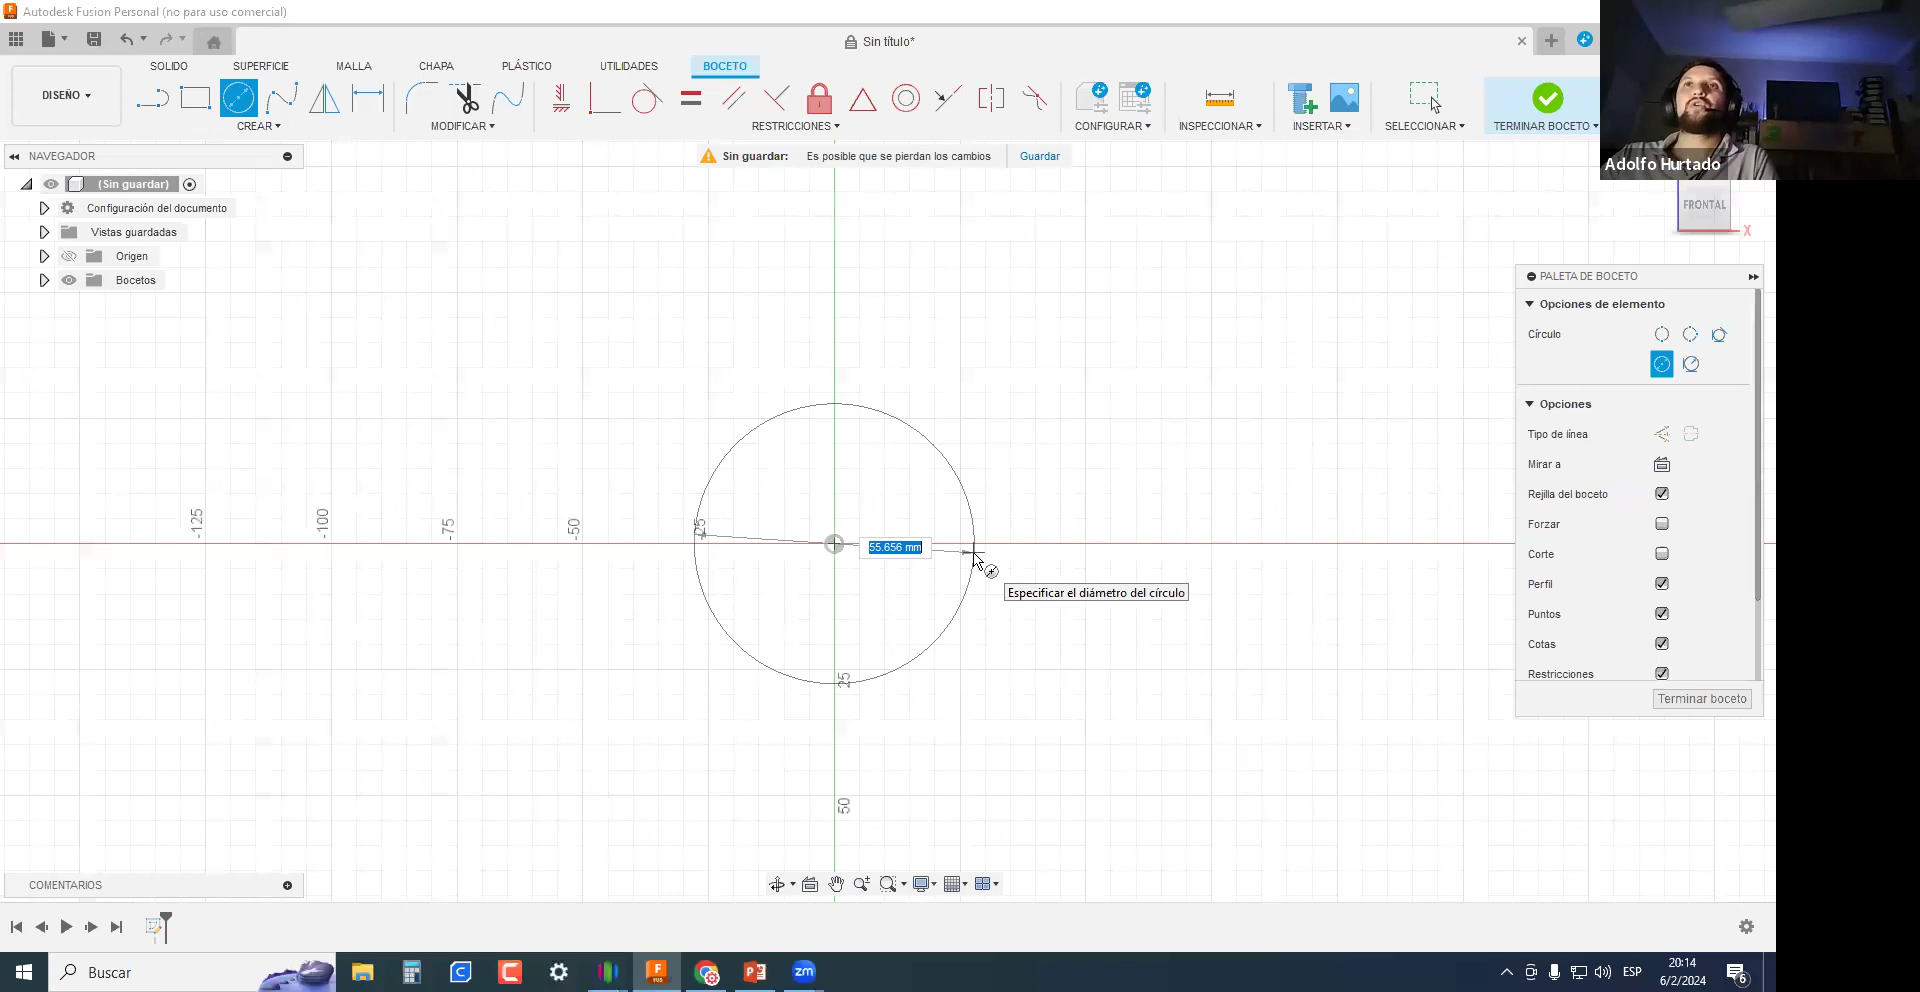 Autodesk Fusion Personal (no para uso comercial)
Sin título*
SOLIDO
SUPERFICIE
MALLA
CHAPA
PLÁSTICO
UTILIDADES
BOCETO
DISEÑO
CREAR
MODIFICAR
RESTRICCIONES
CONFIGURAR
INSPECCIONAR
INSERTAR
SELECCIONAR
TERMINAR BOCETO
Adolfo Hurtado
NAVEGADOR
Sin guardar: Es posible que se pierdan los cambios Guardar
(Sin guardar)
Configuración del documento
Vistas guardadas
Origen
Bocetos
FRONTAL
X
PALETA DE BOCETO
Opciones de elemento
Círculo
Opciones
Tipo de línea
Mirar a
Rejilla del boceto
Forzar
Corte
Perfil
Puntos
Cotas
Restricciones
Terminar boceto
-125
-100
-75
-50
-25
55.656 mm
Especificar el diámetro del círculo
25
50
COMENTARIOS
Buscar
ESP
20:14
6/2/2024
6
zm